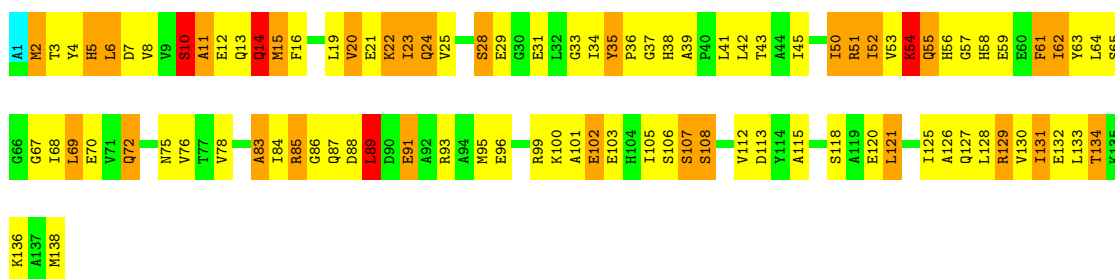 A1 M2 T3 Y4 H5 L6 D7 V8 V9 S10 A11 E12 Q13 Q14 M15 F16 L19 V20 E21 K22 I23 Q24 V25 S28 E29 G30 E31 L32 G33 I34 Y35 P36 G37 H38 A39 P40 L41 L42 T43 A44 I45 I50 R51 I52 V53 K54 Q55 H56 G57 H58 E59 E60 F61 I62 Y63 L64 S65
G66 G67 I68 L69 E70 V71 Q72 N75 V76 T77 V78 A83 I84 R85 G86 Q87 D88 L89 D90 E91 A92 R93 A94 M95 E96 R99 K100 A101 E102 E103 H104 I105 S106 S107 S108 V112 D113 Y114 A115 S118 A119 E120 L121 I125 A126 Q127 L128 R129 V130 I131 E132 L133 T134 K135
K136 A137 M138